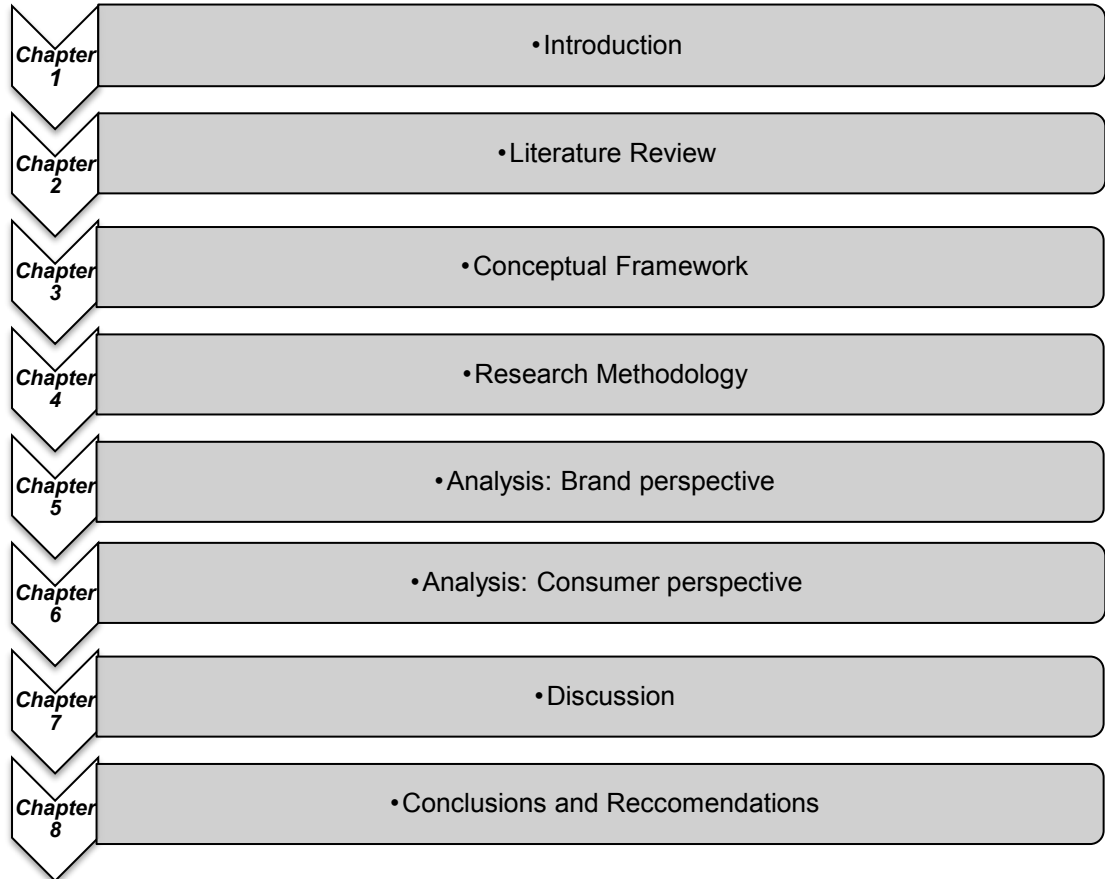 Chapter
1
•Introduction
Chapter
2
•Literature Review
Chapter
3
•Conceptual Framework
Chapter
4
•Research Methodology
Chapter
5
•Analysis: Brand perspective
Chapter
6
•Analysis: Consumer perspective
Chapter
7
•Discussion
Chapter
8
•Conclusions and Reccomendations